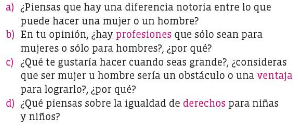 a) ¿Piensas que hay una diferencia notoria entre lo que
puede hacer una mujer o un hombre?
b) En tu opinión, ¿hay profesiones que sólo sean para
mujeres o sólo para hombres?, ¿por qué?
c) ¿Qué te gustaría hacer cuando seas grande?, ¿consideras
que ser mujer u hombre sería un obstáculo o una ventaja
para lograrlo?, ¿por qué?
d) ¿Qué piensas sobre la igualdad de derechos para niñas
y niños?